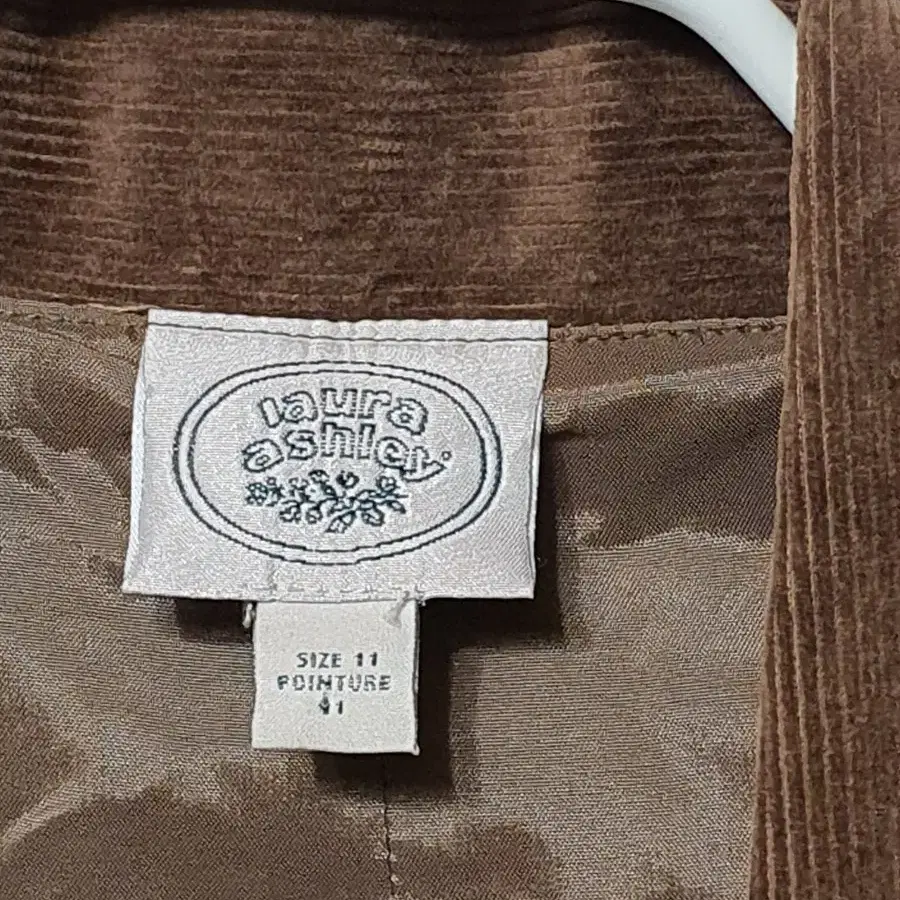 laura
ashley
SIZE 11
POINTURE
11